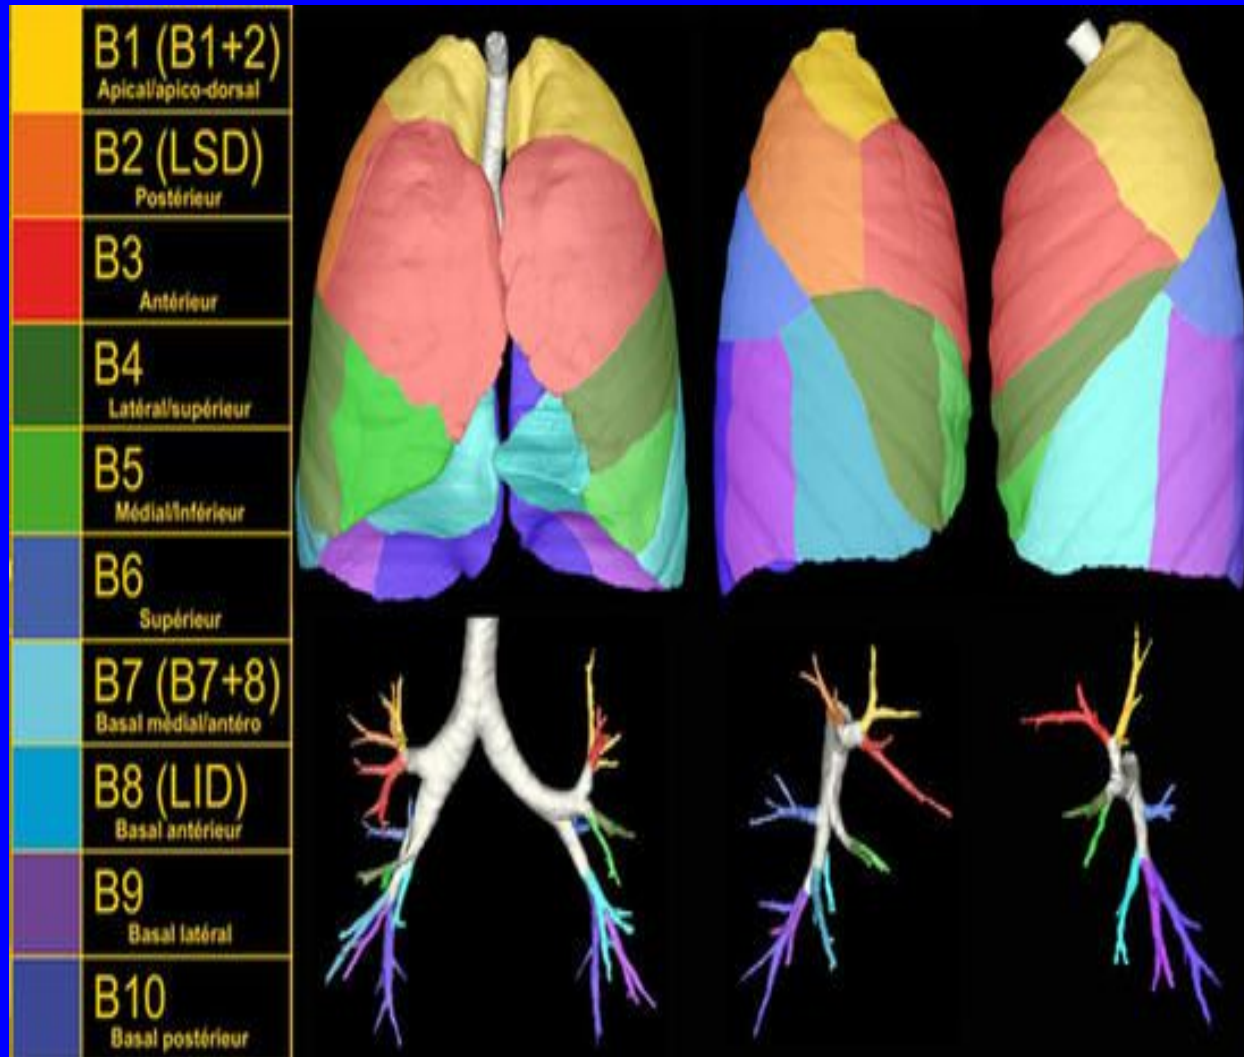 B1 (B1+2)
Apical/apico-dorsal
B2 (LSD)
Postérieur
B3
Antérieur
B4
Latéral/supérieur
B5
Médial/Inférieur
B6
Supérieur
B7 (B7+8)
Basal médial/antéro
B8 (LID)
Basal antérieur
B9
Basal latéral
B10
Basal postérieur